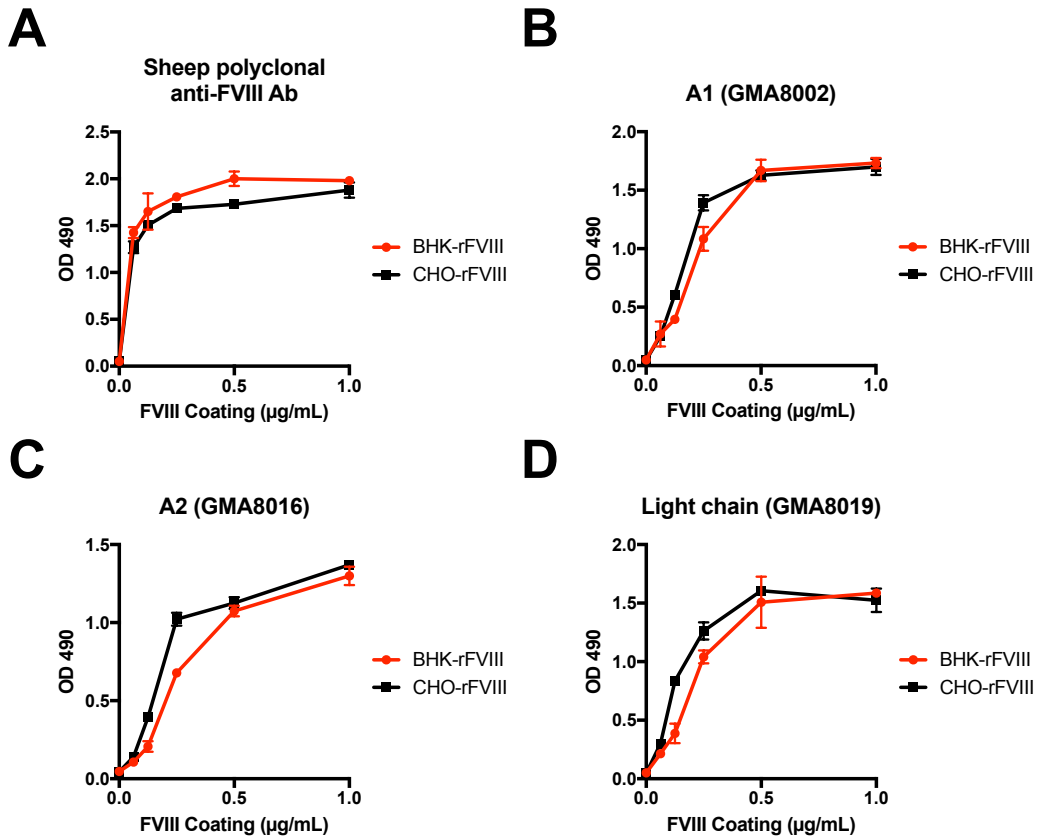 A
Sheep polyclonal
anti-FVIII Ab
2.5
2.0
1.5
1.0
0.5
0.0
OD 490
0.0 0.5 1.0
FVIII Coating (µg/mL)
BHK-rFVIII
CHO-rFVIII
B
A1 (GMA8002)
2.0
1.5
1.0
0.5
0.0
OD 490
0.0 0.5 1.0
FVIII Coating (µg/mL)
BHK-rFVIII
CHO-rFVIII
C
A2 (GMA8016)
1.5
1.0
0.5
0.0
OD 490
0.0 0.5 1.0
FVIII Coating (µg/mL)
BHK-rFVIII
CHO-rFVIII
D
Light chain (GMA8019)
2.0
1.5
1.0
0.5
0.0
OD 490
0.0 0.5 1.0
FVIII Coating (µg/mL)
BHK-rFVIII
CHO-rFVIII